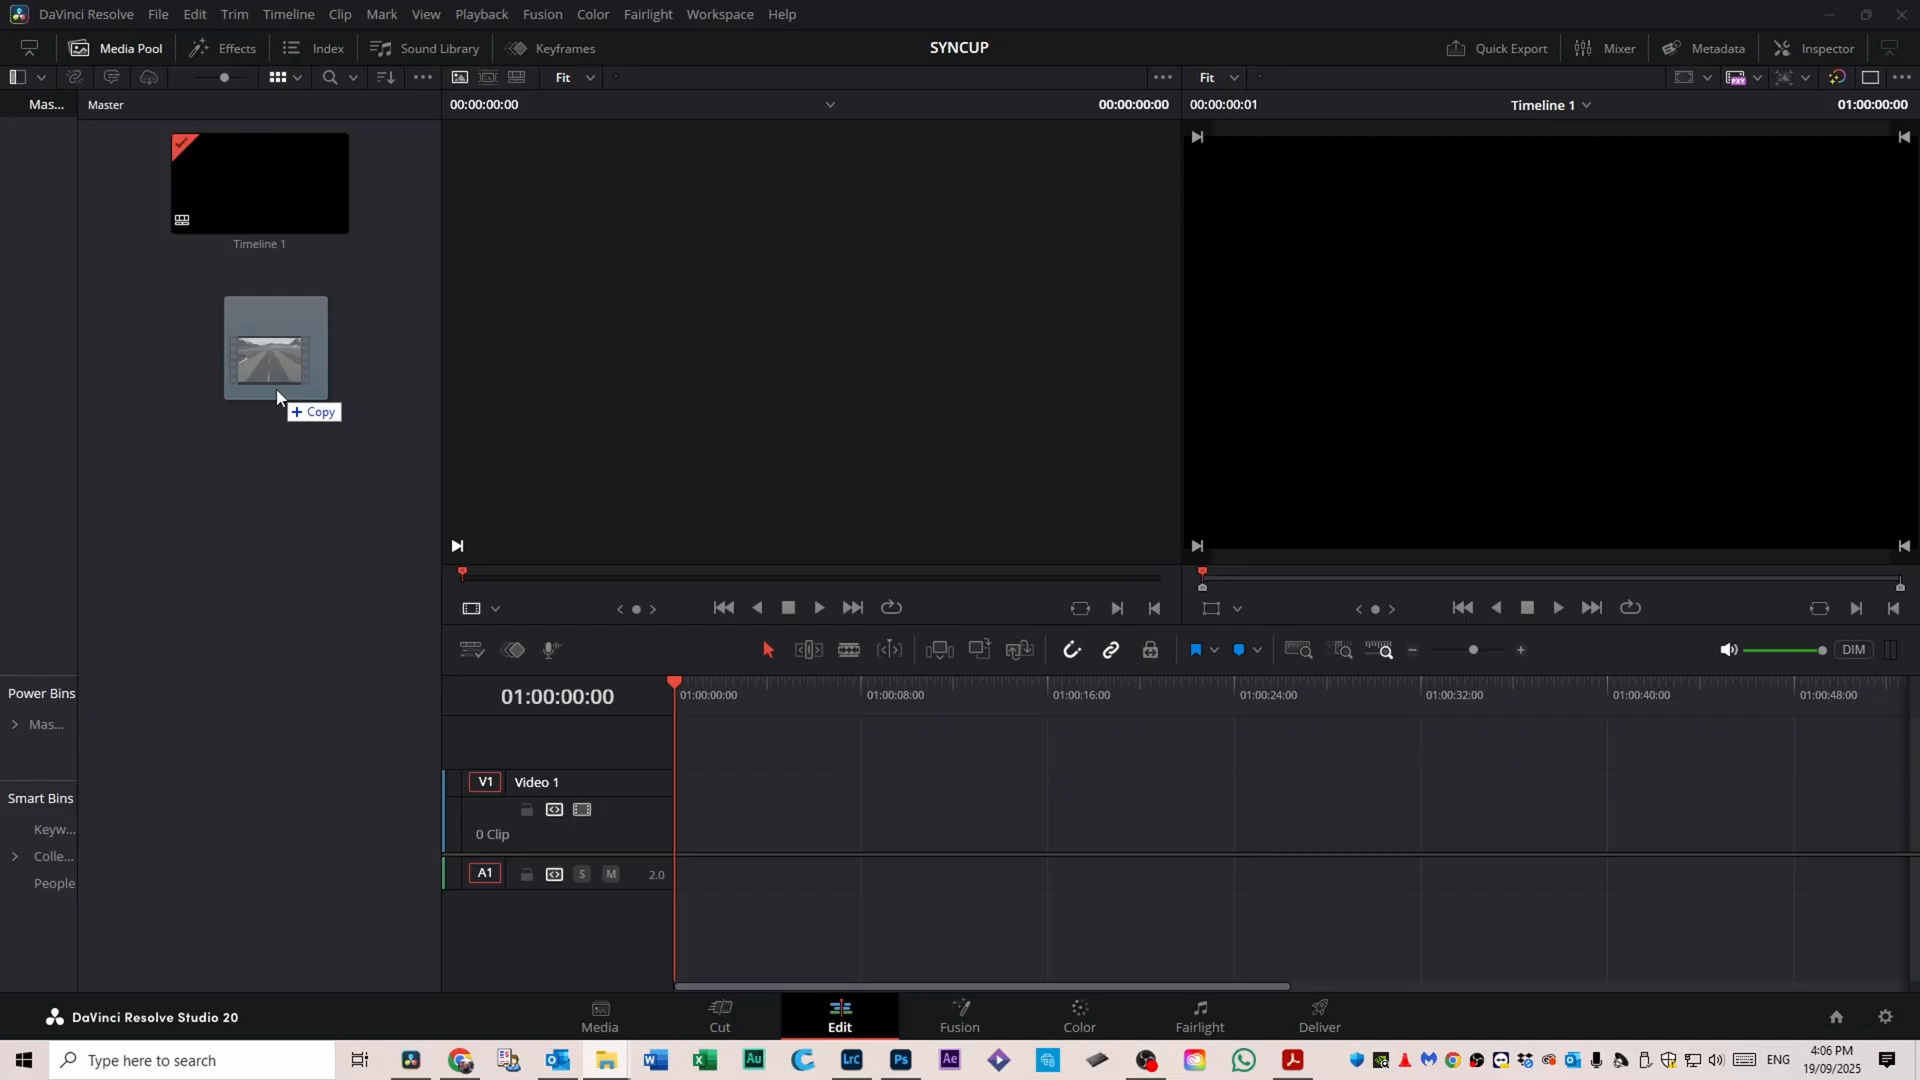 DaVinci Resolve File Edit Trim Timeline Clip Mark View Playback Fusion Color Fairlight Workspace Help
Media Pool Effects Index Sound Library Keyframes SYNCUP Quick Export Mixer Metadata Inspector
Fit Fit PXY
Mas... Master 00:00:00:00 00:00:00:00 00:00:00:01 Timeline 1 01:00:00:00
Timeline 1
+ Copy
DIM
01:00:00:00 01:00:00:00 01:00:08:00 01:00:16:00 01:00:24:00 01:00:32:00 01:00:40:00 01:00:48:00
Power Bins
Mas...
V1 Video 1
Smart Bins
Keyw...
0 Clip
Colle...
A1 S M 2.0
People
DaVinci Resolve Studio 20
Media Cut Edit Fusion Color Fairlight Deliver
Type here to search
Au Lrc Ps Ae
ENG
4:06 PM
19/09/2025